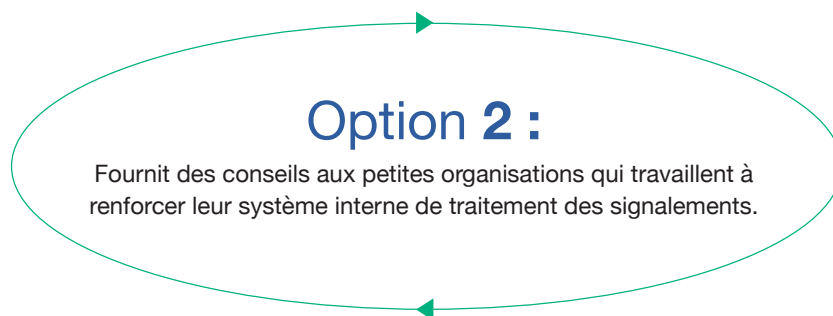 Option 2 :
Fournit des conseils aux petites organisations qui travaillent à
renforcer leur système interne de traitement des signalements.